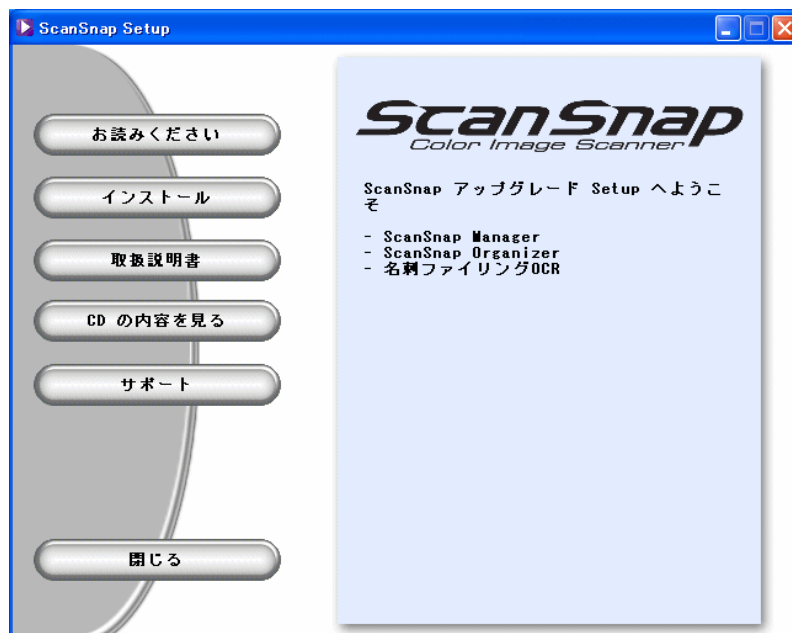 ScanSnap Setup
お読みください
インストール
取扱説明書
CD の内容を見る
サポート
閉じる
ScanSnap
Color Image Scanner
ScanSnap アップグレード Setup へようこ
そ
- ScanSnap Manager
- ScanSnap Organizer
- 名刺ファイリングOCR